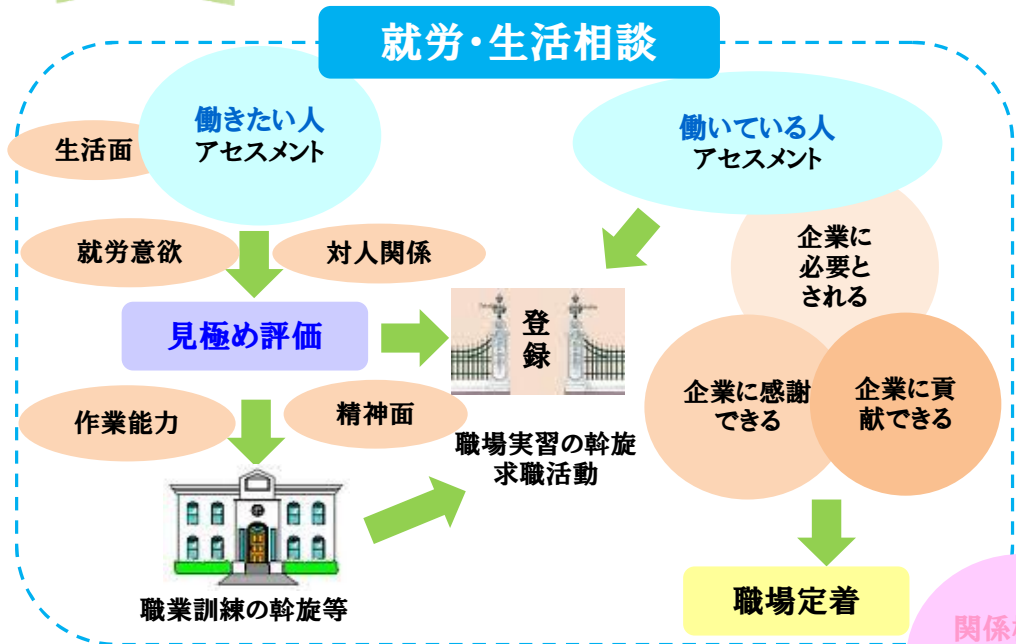 就労・生活相談
働きたい人
アセスメント
生活面
就労意欲
対人関係
見極め評価
作業能力
精神面
職業訓練の斡旋等
登
録
職場実習の斡旋
求職活動
働いている人
アセスメント
企業に
必要と
される
企業に感謝
できる
企業に貢
献できる
職場定着
関係